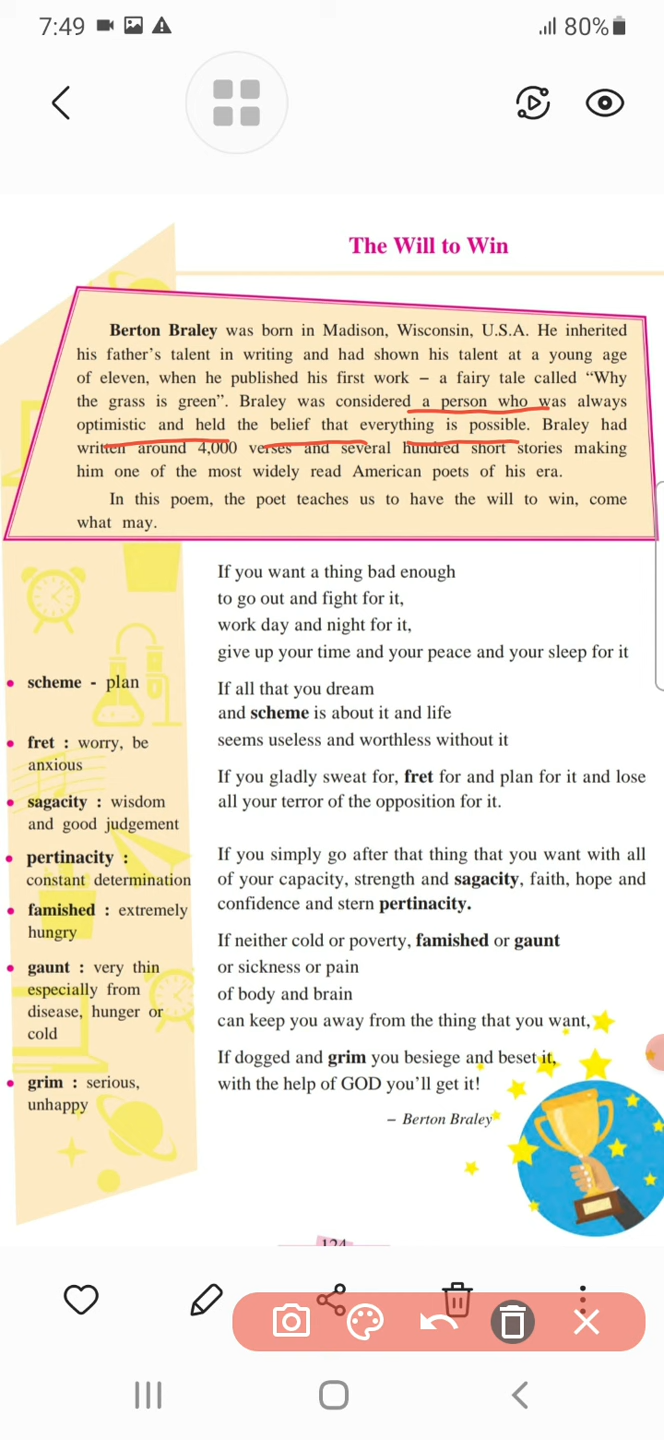 7:49
80%
The Will to Win
Berton Braley was born in Madison, Wisconsin, U.S.A. He inherited
his father's talent in writing and had shown his talent at a young age
of eleven, when he published his first work – a fairy tale called “Why
the grass is green”. Braley was considered a person who was always
optimistic and held the belief that everything is possible. Braley had
written around 4,000 verses and several hundred short stories making
him one of the most widely read American poets of his era.
In this poem, the poet teaches us to have the will to win, come
what may.
If you want a thing bad enough
to go out and fight for it,
work day and night for it,
give up your time and your peace and your sleep for it
If all that you dream
and scheme is about it and life
seems useless and worthless without it
If you gladly sweat for, fret for and plan for it and lose
all your terror of the opposition for it.
If you simply go after that thing that you want with all
of your capacity, strength and sagacity, faith, hope and
confidence and stern pertinacity.
If neither cold or poverty, famished or gaunt
or sickness or pain
of body and brain
can keep you away from the thing that you want,
If dogged and grim you besiege and beset it,
with the help of GOD you'll get it!
– Berton Braley
• scheme - plan
• fret : worry, be
anxious
• sagacity : wisdom
and good judgement
• pertinacity :
constant determination
• famished : extremely
hungry
• gaunt : very thin
especially from
disease, hunger or
cold
• grim : serious,
unhappy
124